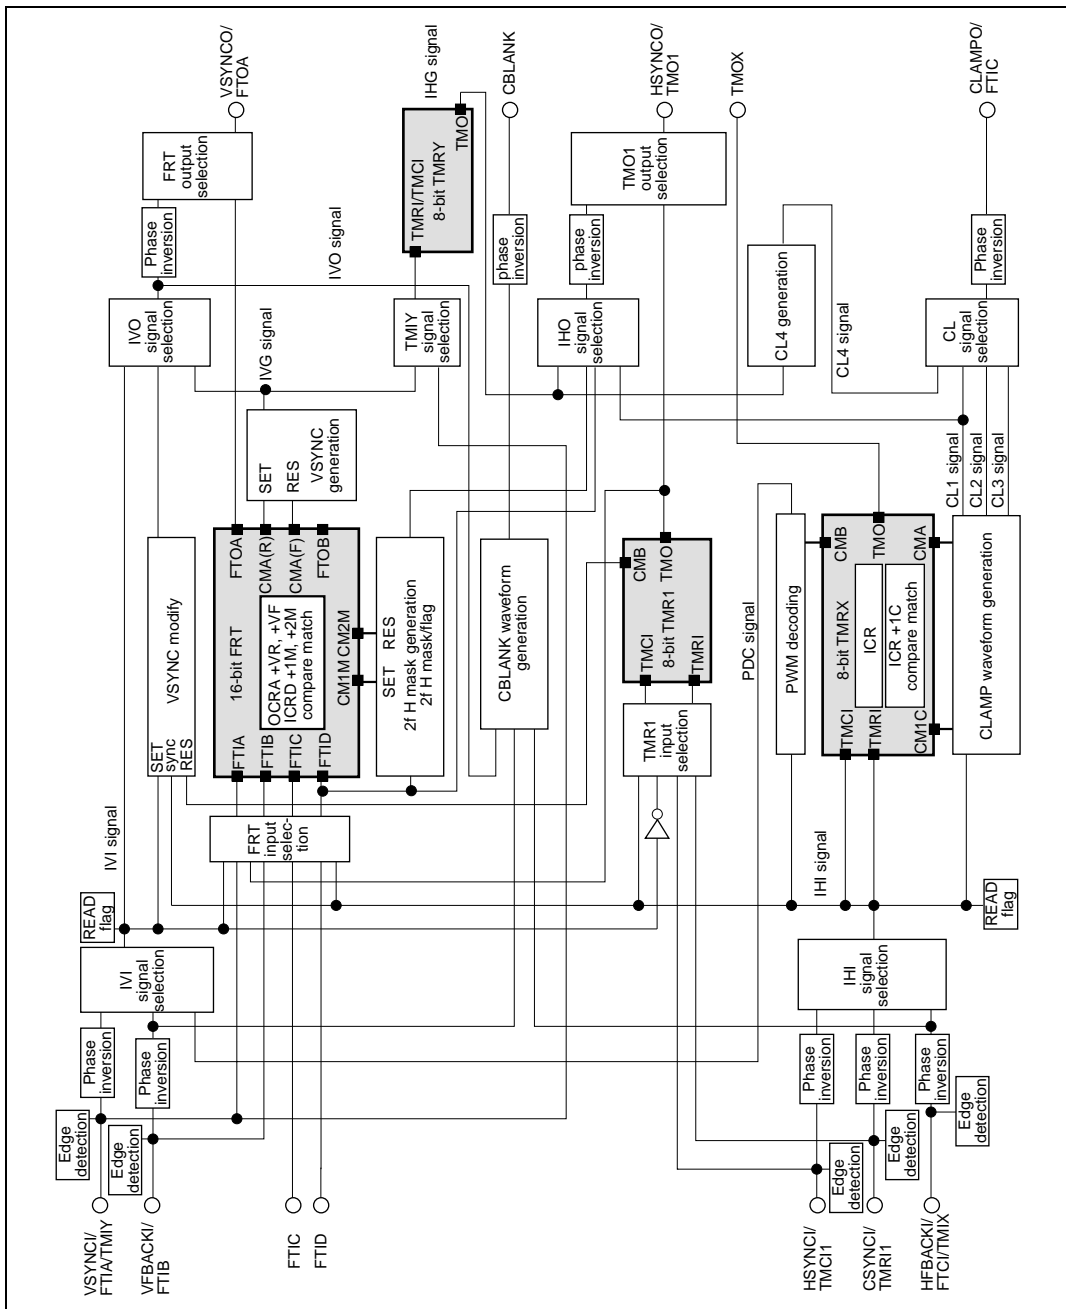 VSYNCI/
FTIA/TMIY
VFBACKI/
FTIB
FTIC
FTID
HSYNCI/
TMCI1
CSYNCI/
TMRI1
HFBACKI/
FTCI/TMIX
Edge
detection
Edge
detection
Edge
detection
Edge
detection
Edge
detection
Phase
inversion
Phase
inversion
Phase
inversion
Phase
inversion
Phase
inversion
IVI
signal
selection
IHI
signal
selection
READ
flag
READ
flag
IVI signal
IHI signal
FRT
input
selec-
tion
SET
sync
RES
VSYNC modify
FTIA
FTIB
FTIC
FTID
16-bit FRT
OCRA +VR, +VF
ICRD +1M, +2M
compare match
CM1M CM2M
FTOA
CMA(R)
CMA(F)
FTOB
SET RES
2f H mask generation
2f H mask/flag
CBLANK waveform
generation
TMR1
input
selection
TMCI
TMRI
8-bit TMR1
CMB
TMO
PDC signal
PWM decoding
TMCI
TMRI
8-bit TMRX
ICR
ICR +1C
compare match
CM1C
CMB
TMO
CMA
CLAMP waveform generation
SET
RES
VSYNC
generation
IVG signal
CL1 signal
CL2 signal
CL3 signal
IVO
signal
selection
TMIY
signal
selection
IHO
signal
selection
CL4 generation
CL4 signal
CL
signal
selection
Phase
inversion
IVO signal
phase
inversion
phase
inversion
Phase
inversion
TMRI/TMCI
8-bit TMRY
TMO
IHG signal
FRT
output
selection
TMO1
output
selection
VSYNCO/
FTOA
CBLANK
HSYNCO/
TMO1
TMOX
CLAMPO/
FTIC